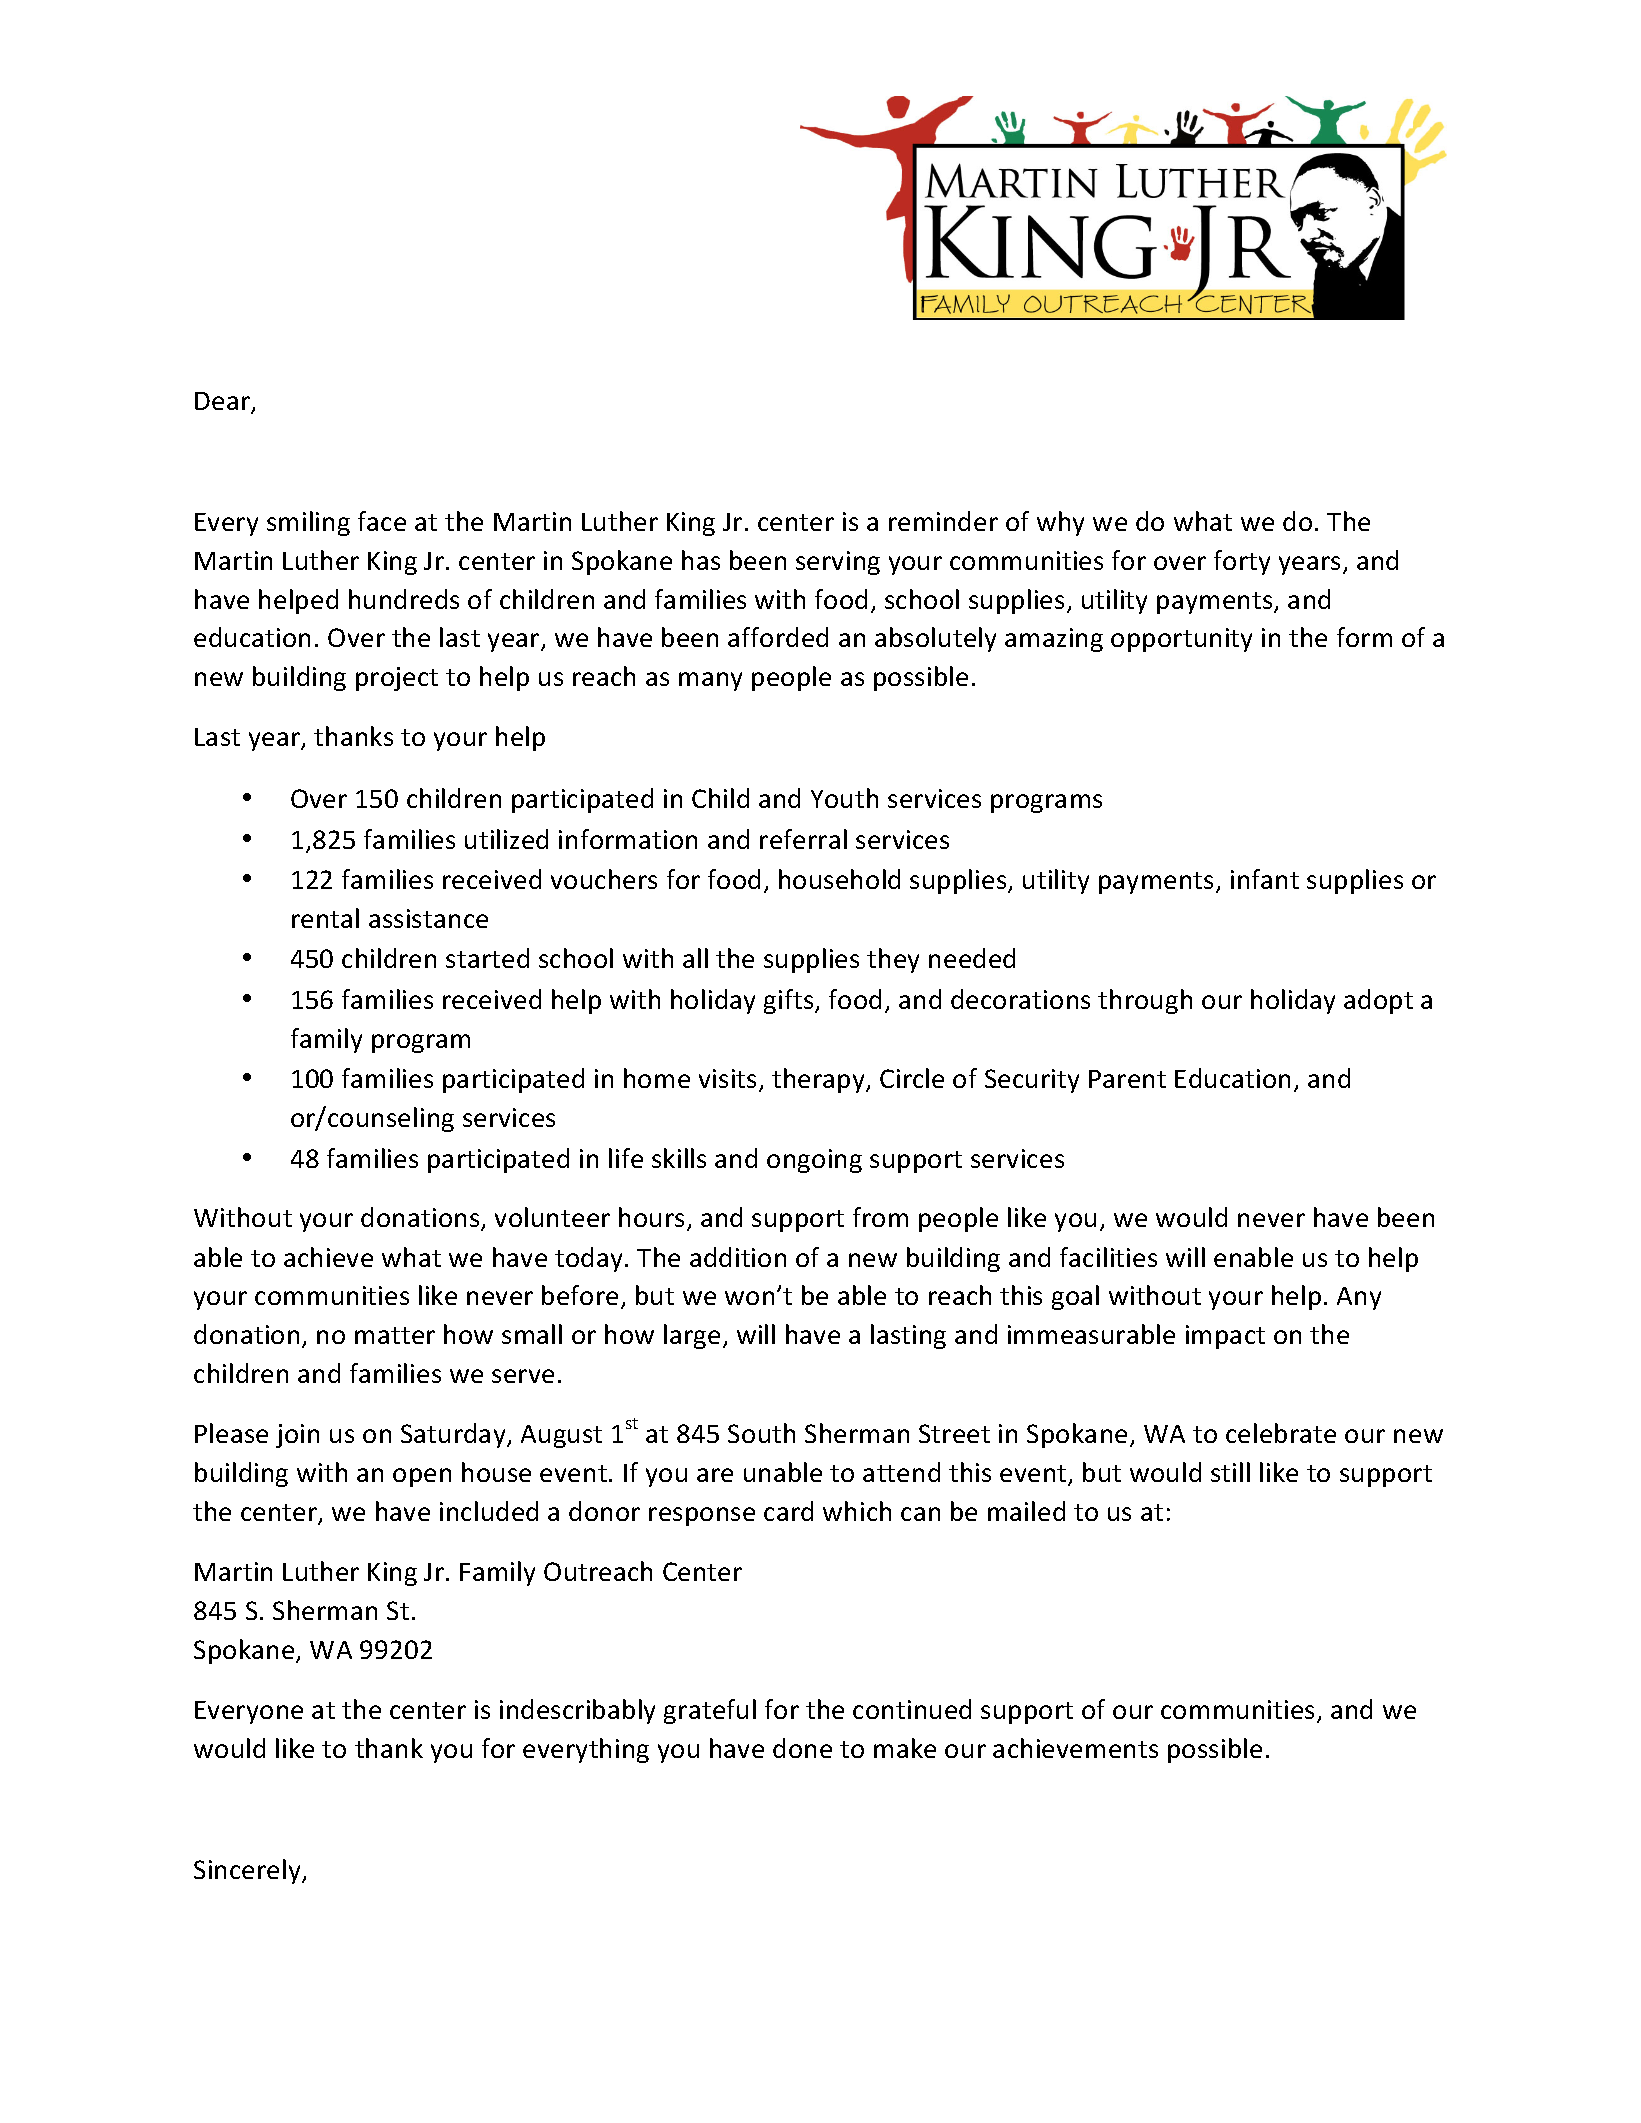 MARTIN LUTHER
KING JR
FAMILY OUTREACH CENTER
Dear,
Every smiling face at the Martin Luther King Jr. center is a reminder of why we do what we do. The
Martin Luther King Jr. center in Spokane has been serving your communities for over forty years, and
have helped hundreds of children and families with food, school supplies, utility payments, and
education. Over the last year, we have been afforded an absolutely amazing opportunity in the form of a
new building project to help us reach as many people as possible.
Last year, thanks to your help
• Over 150 children participated in Child and Youth services programs
• 1,825 families utilized information and referral services
• 122 families received vouchers for food, household supplies, utility payments, infant supplies or
rental assistance
• 450 children started school with all the supplies they needed
• 156 families received help with holiday gifts, food, and decorations through our holiday adopt a
family program
• 100 families participated in home visits, therapy, Circle of Security Parent Education, and
or/counseling services
• 48 families participated in life skills and ongoing support services
Without your donations, volunteer hours, and support from people like you, we would never have been
able to achieve what we have today. The addition of a new building and facilities will enable us to help
your communities like never before, but we won’t be able to reach this goal without your help. Any
donation, no matter how small or how large, will have a lasting and immeasurable impact on the
children and families we serve.
Please join us on Saturday, August 1st at 845 South Sherman Street in Spokane, WA to celebrate our new
building with an open house event. If you are unable to attend this event, but would still like to support
the center, we have included a donor response card which can be mailed to us at:
Martin Luther King Jr. Family Outreach Center
845 S. Sherman St.
Spokane, WA 99202
Everyone at the center is indescribably grateful for the continued support of our communities, and we
would like to thank you for everything you have done to make our achievements possible.
Sincerely,